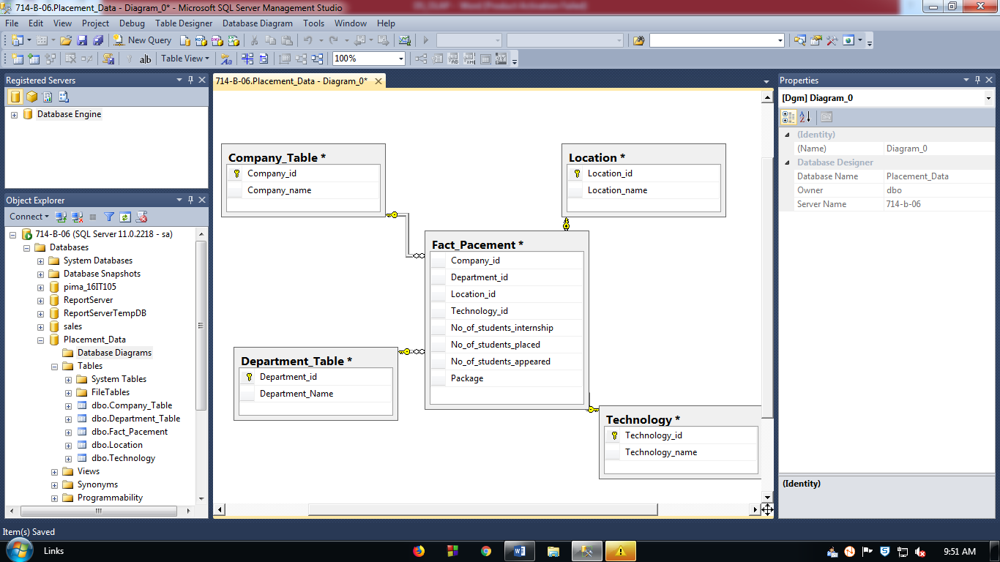 714-B-06.Placement_Data - Diagram_0* - Microsoft SQL Server Management Studio
File Edit View Project Debug Table Designer Database Diagram Tools Window Help
New Query
ab| Table View 100%
Registered Servers
Database Engine
Object Explorer
Connect
714-B-06 (SQL Server 11.0.2218 - sa)
Databases
System Databases
Database Snapshots
pima_16IT105
ReportServer
ReportServerTempDB
sales
Placement_Data
Database Diagrams
Tables
System Tables
FileTables
dbo.Company_Table
dbo.Department_Table
dbo.Fact_Pacement
dbo.Location
dbo.Technology
Views
Synonyms
Programmability
714-B-06.Placement_Data - Diagram_0*
Company_Table *
Company_id
Company_name
Location *
Location_id
Location_name
Fact_Pacement *
Company_id
Department_id
Location_id
Technology_id
No_of_students_internship
No_of_students_placed
No_of_students_appeared
Package
Department_Table *
Department_id
Department_Name
Technology *
Technology_id
Technology_name
Properties
[Dgm] Diagram_0
(Identity)
(Name) Diagram_0
Database Designer
Database Name Placement_Data
Owner dbo
Server Name 714-b-06
(Identity)
Item(s) Saved
Links
9:51 AM